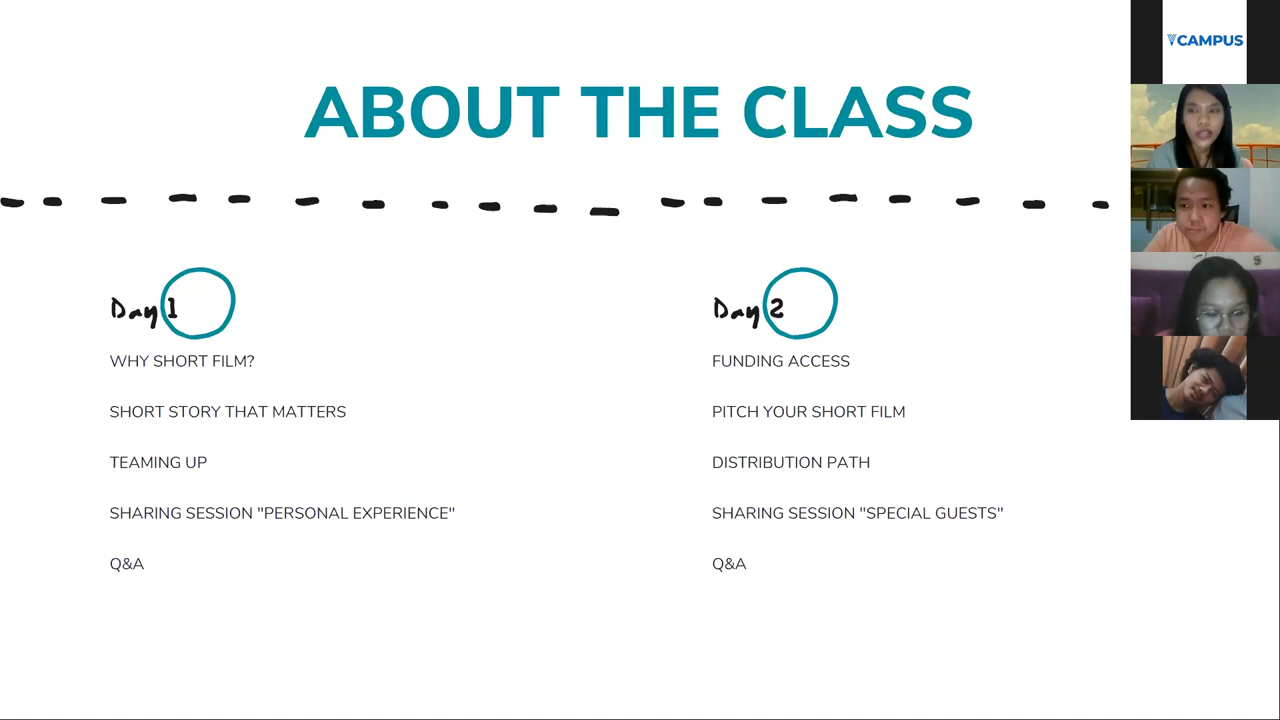 VCAMPUS
ABOUT THE CLASS
Day 1
WHY SHORT FILM?
SHORT STORY THAT MATTERS
TEAMING UP
SHARING SESSION "PERSONAL EXPERIENCE"
Q&A
Day 2
FUNDING ACCESS
PITCH YOUR SHORT FILM
DISTRIBUTION PATH
SHARING SESSION "SPECIAL GUESTS"
Q&A